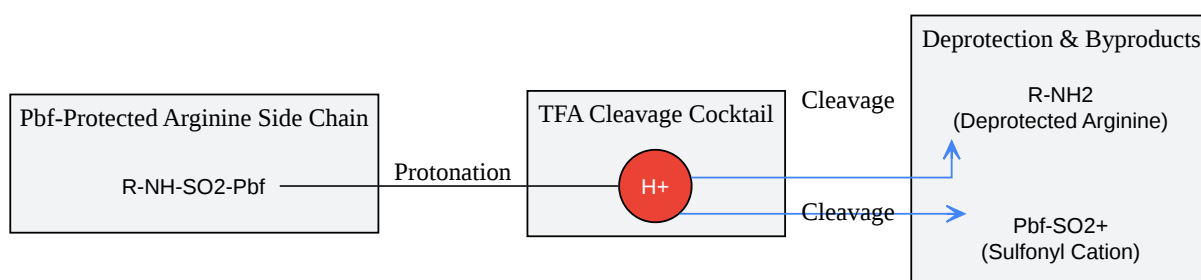 Pbf-Protected Arginine Side Chain
R-NH-SO2-Pbf
Protonation
TFA Cleavage Cocktail
H+
Cleavage
Cleavage
Deprotection & Byproducts
R-NH2
(Deprotected Arginine)
Pbf-SO2+
(Sulfonyl Cation)